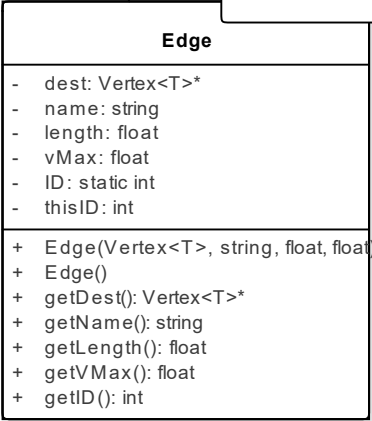 Edge
- dest: Vertex<T>*
- name: string
- length: float
- vMax: float
- ID: static int
- thisID: int
+ Edge(Vertex<T>, string, float, float)
+ Edge()
+ getDest(): Vertex<T>*
+ getName(): string
+ getLength(): float
+ getVMax(): float
+ getID(): int